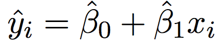 ŷᵢ = β̂₀ + β̂₁xᵢ